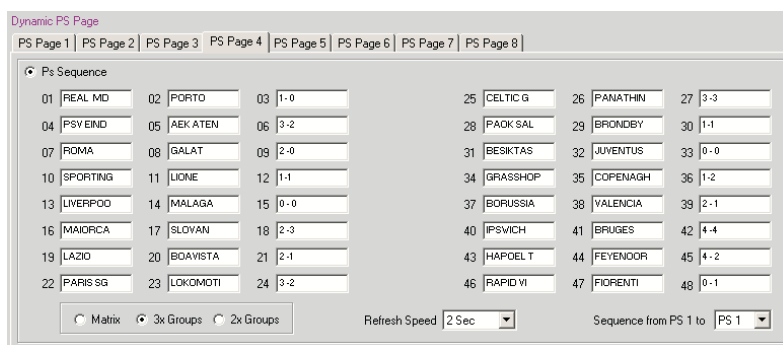 Dynamic PS Page
PS Page 1 PS Page 2 PS Page 3 PS Page 4 PS Page 5 PS Page 6 PS Page 7 PS Page 8
Ps Sequence
01 REAL MD 02 PORTO 03 1-0 25 CELTIC G 26 PANATHIN 27 3-3
04 PSV EIND 05 AEK ATEN 06 3-2 28 PAOK SAL 29 BRONDBY 30 1-1
07 ROMA 08 GALAT 09 2-0 31 BESIKTAS 32 JUVENTUS 33 0-0
10 SPORTING 11 LIONE 12 1-1 34 GRASSHOP 35 COPENAGH 36 1-2
13 LIVERPOO 14 MALAGA 15 0-0 37 BORUSSIA 38 VALENCIA 39 2-1
16 MAIORCA 17 SLOVAN 18 2-3 40 IPSWICH 41 BRUGES 42 4-4
19 LAZIO 20 BOAVISTA 21 2-1 43 HAPOEL T 44 FEYENOOR 45 4-2
22 PARIS SG 23 LOKOMOTI 24 3-2 46 RAPID VI 47 FIORENTI 48 0-1
Matrix 3x Groups 2x Groups Refresh Speed 2 Sec Sequence from PS 1 to PS 1